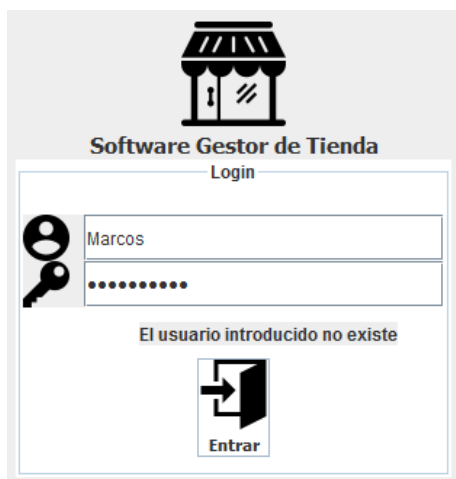 Software Gestor de Tienda
Login
Marcos
••••••••••
El usuario introducido no existe
Entrar